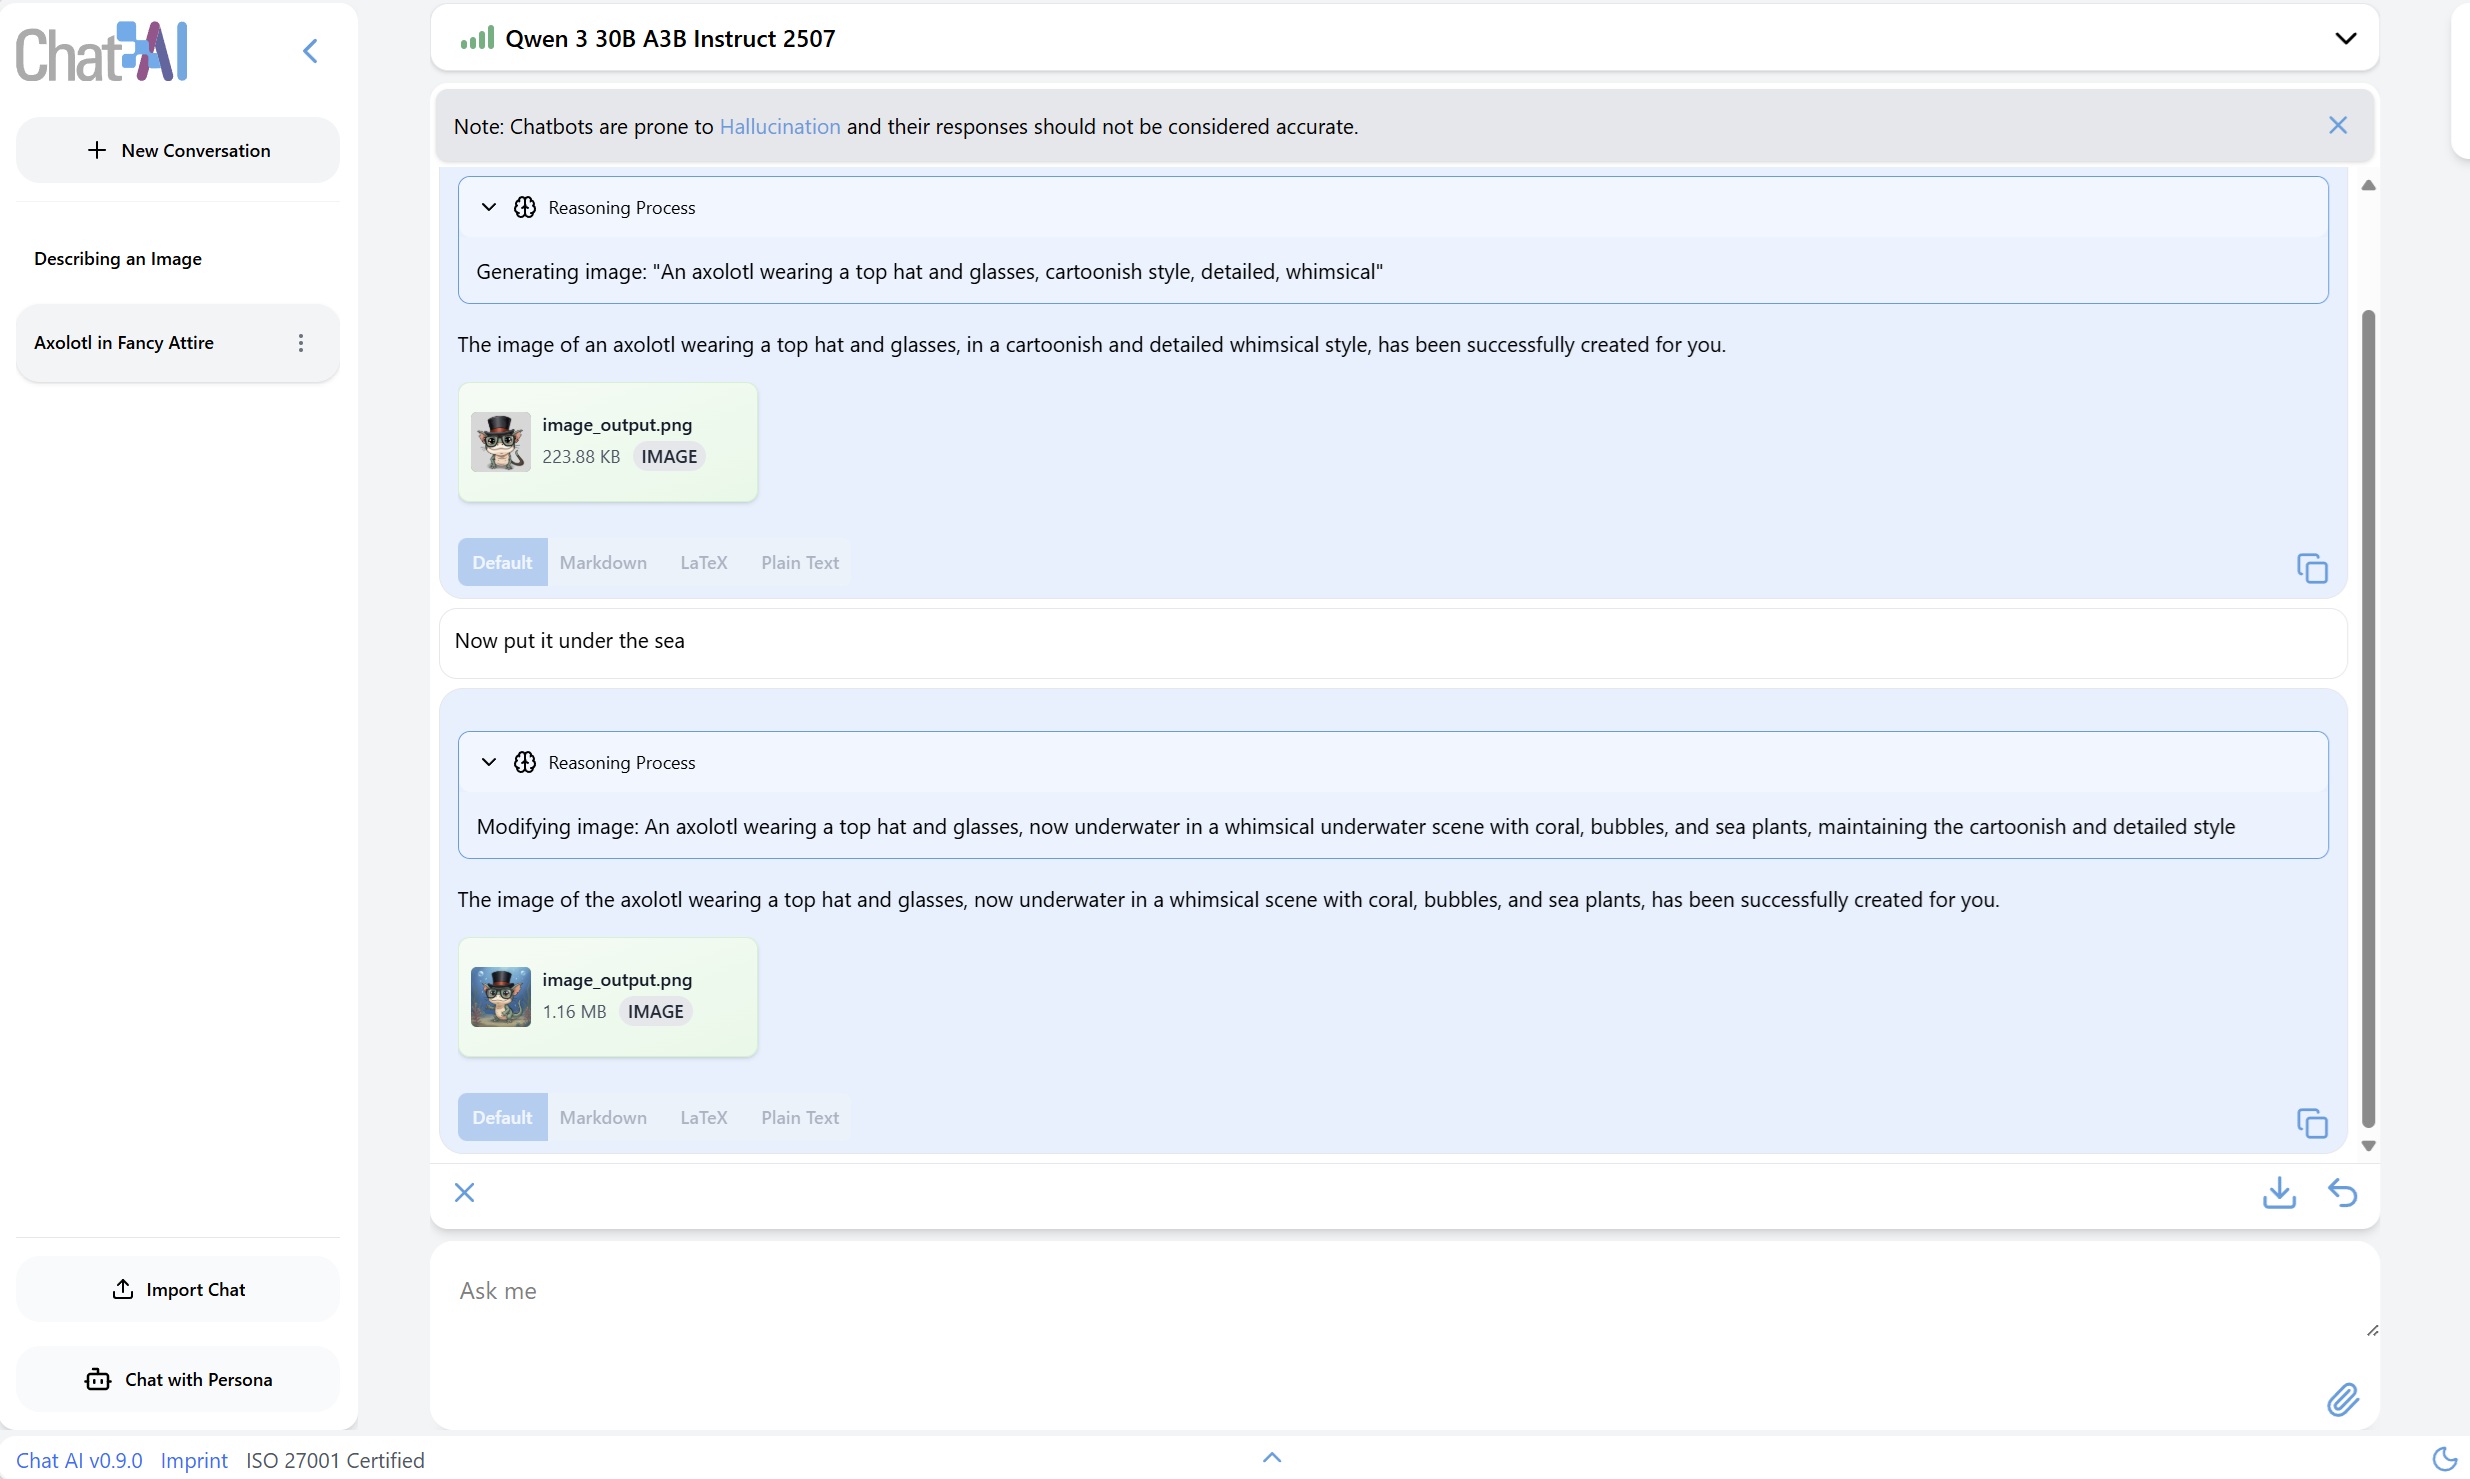 Chat AI
New Conversation
Describing an Image
Axolotl in Fancy Attire
Import Chat
Chat with Persona
Qwen 3 30B A3B Instruct 2507
Note: Chatbots are prone to Hallucination and their responses should not be considered accurate.
Reasoning Process
Generating image: "An axolotl wearing a top hat and glasses, cartoonish style, detailed, whimsical"
The image of an axolotl wearing a top hat and glasses, in a cartoonish and detailed whimsical style, has been successfully created for you.
image_output.png
223.88 KB IMAGE
Default Markdown LaTeX Plain Text
Now put it under the sea
Reasoning Process
Modifying image: An axolotl wearing a top hat and glasses, now underwater in a whimsical underwater scene with coral, bubbles, and sea plants, maintaining the cartoonish and detailed style
The image of the axolotl wearing a top hat and glasses, now underwater in a whimsical scene with coral, bubbles, and sea plants, has been successfully created for you.
image_output.png
1.16 MB IMAGE
Default Markdown LaTeX Plain Text
Ask me
Chat AI v0.9.0 Imprint ISO 27001 Certified